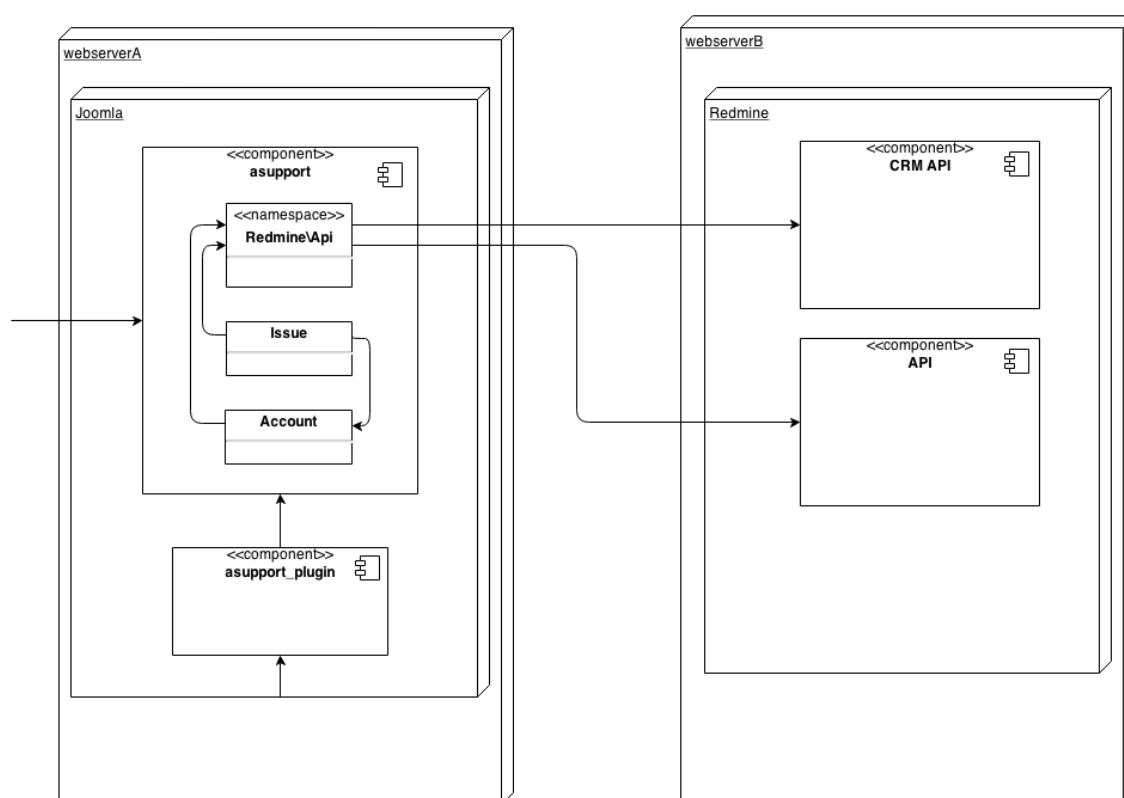 webserverA
Joomla
<<component>>
asupport
<<namespace>>
Redmine\Api
Issue
Account
<<component>>
asupport_plugin
webserverB
Redmine
<<component>>
CRM API
<<component>>
API